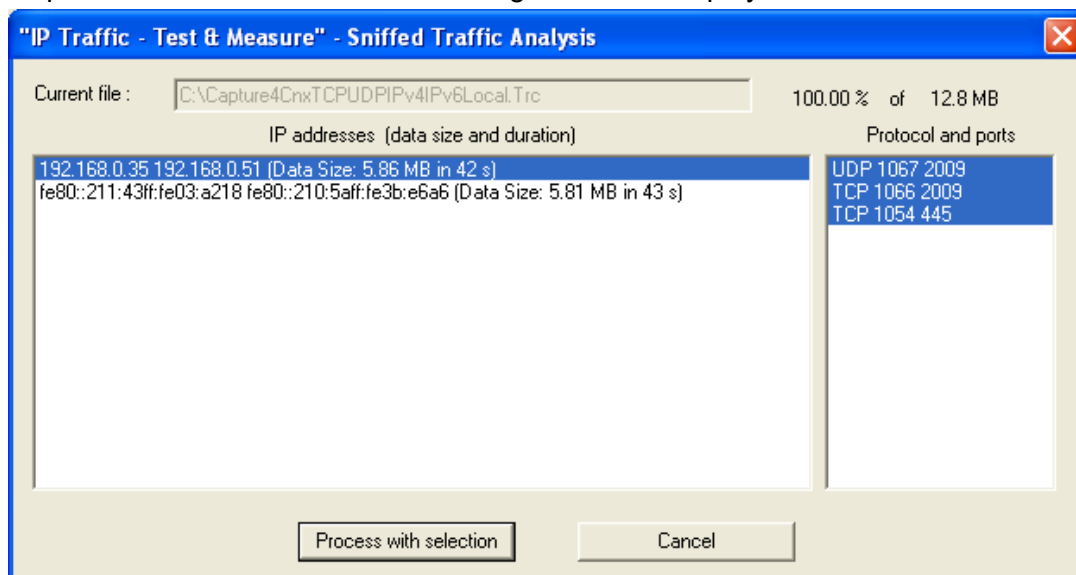 "IP Traffic - Test & Measure" - Sniffed Traffic Analysis
Current file : C:\Capture4CnxTCPUDPIPv4IPv6Local.Trc 100.00 % of 12.8 MB
IP addresses (data size and duration) Protocol and ports
192.168.0.35 192.168.0.51 (Data Size: 5.86 MB in 42 s) UDP 1067 2009
fe80::211:43ff:fe03:a218 fe80::210:5aff:fe3b:e6a6 (Data Size: 5.81 MB in 43 s) TCP 1066 2009
TCP 1054 445
Process with selection Cancel